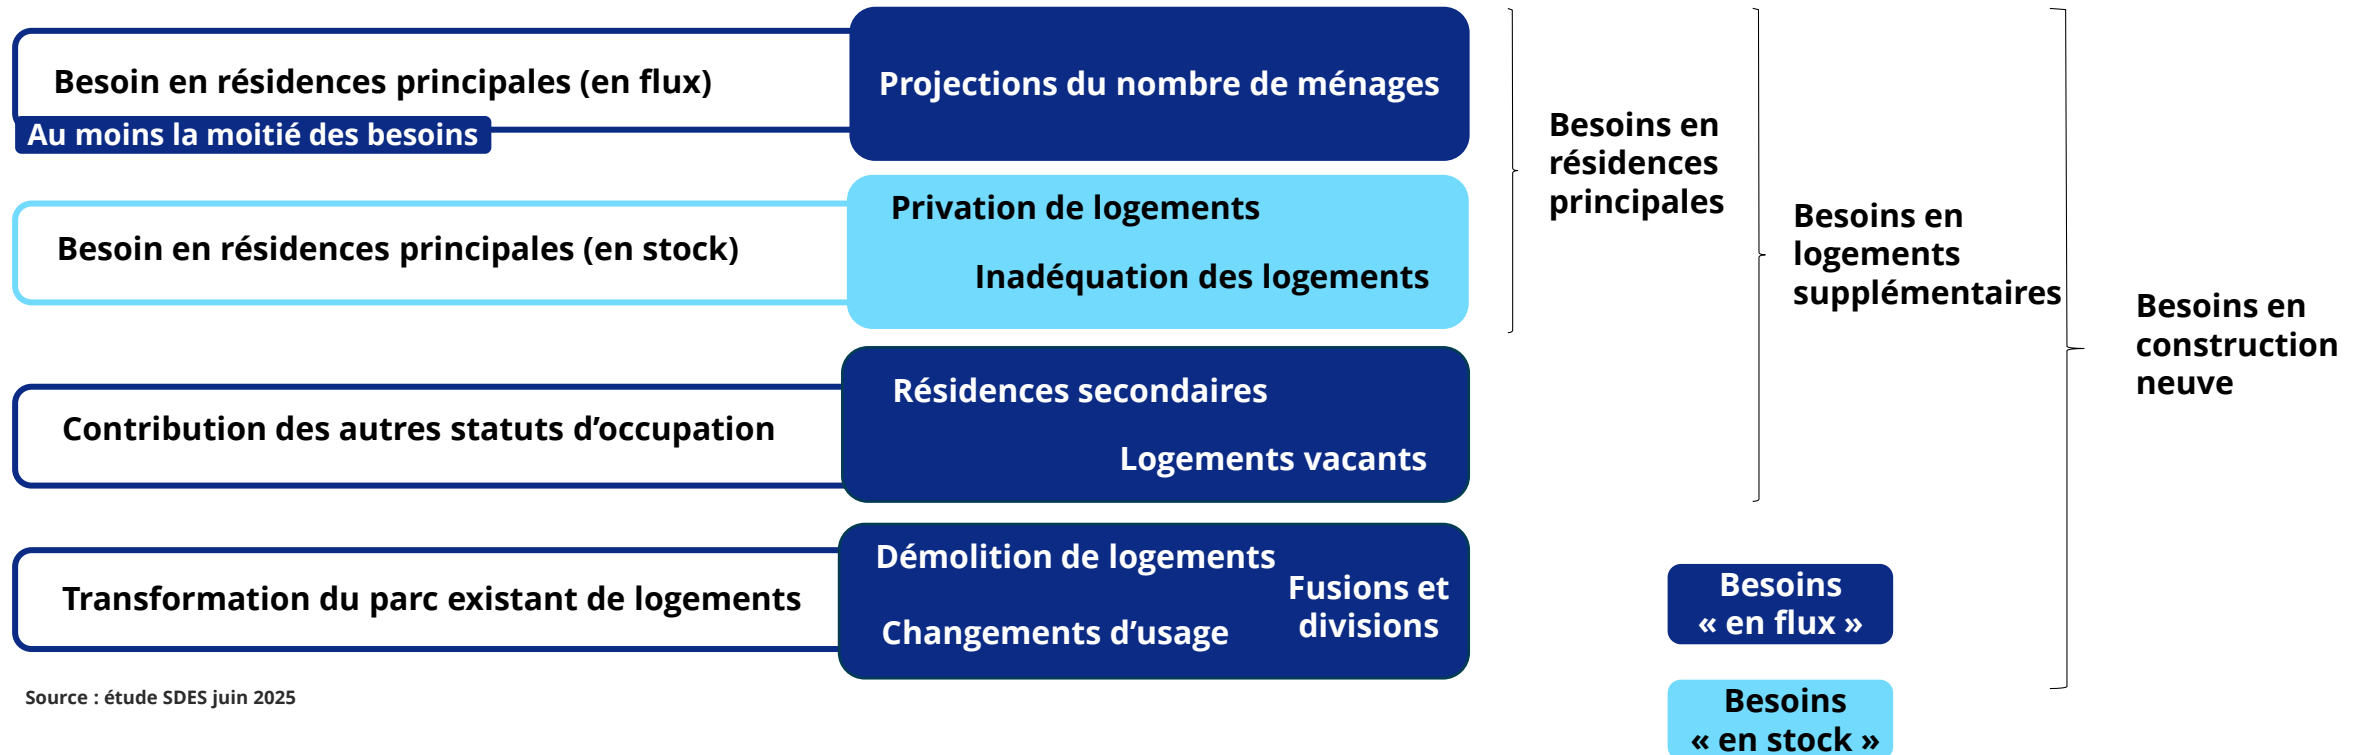 Besoin en résidences principales (en flux)
Au moins la moitié des besoins
Projections du nombre de ménages
Besoin en résidences principales (en stock)
Privation de logements
Inadéquation des logements
Contribution des autres statuts d’occupation
Résidences secondaires
Logements vacants
Transformation du parc existant de logements
Démolition de logements
Changements d’usage
Fusions et
divisions
Besoins en
résidences
principales
Besoins en
logements
supplémentaires
Besoins en
construction
neuve
Besoins
« en flux »
Besoins
« en stock »
Source : étude SDES juin 2025